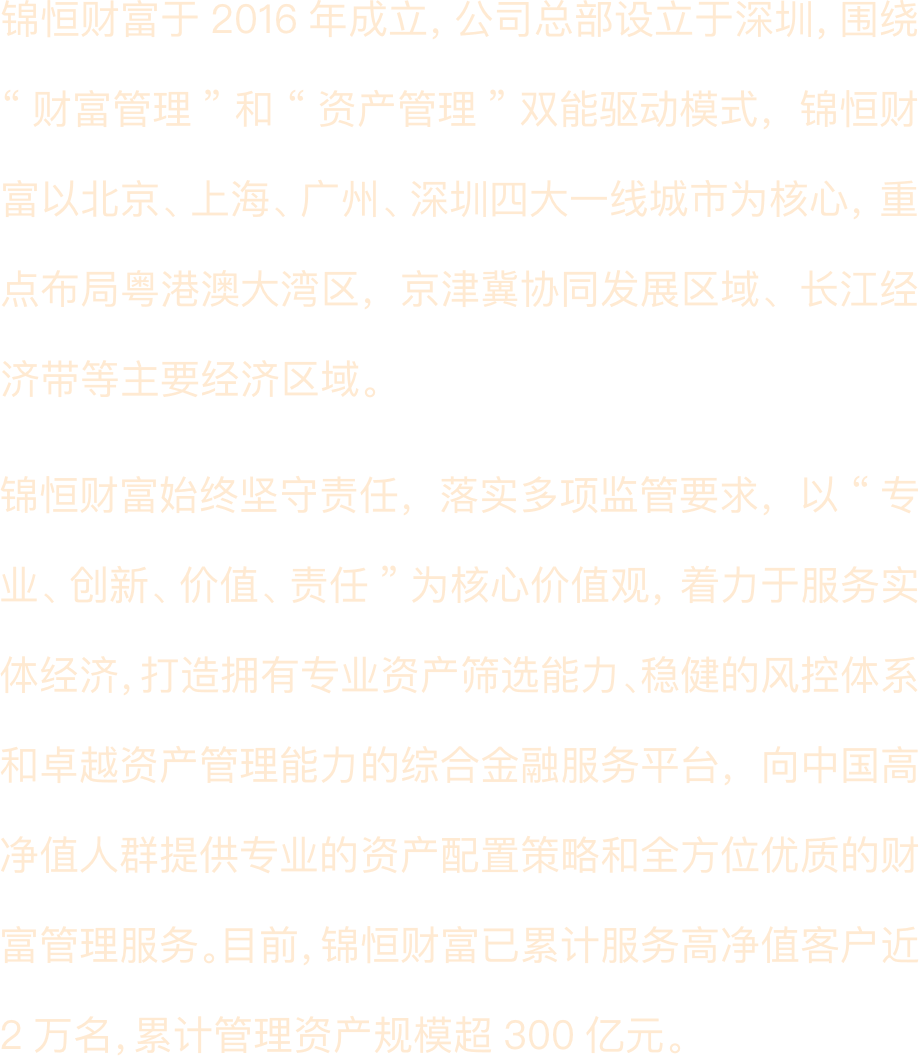 锦恒财富于 2016 年成立，公司总部设立于深圳，围绕
“ 财富管理 ” 和 “ 资产管理 ” 双能驱动模式，锦恒财
富以北京、上海、广州、深圳四大一线城市为核心，重
点布局粤港澳大湾区，京津冀协同发展区域、长江经
济带等主要经济区域。
锦恒财富始终坚守责任，落实多项监管要求，以 “ 专
业、创新、价值、责任 ” 为核心价值观，着力于服务实
体经济，打造拥有专业资产筛选能力、稳健的风控体系
和卓越资产管理能力的综合金融服务平台，向中国高
净值人群提供专业的资产配置策略和全方位优质的财
富管理服务。目前，锦恒财富已累计服务高净值客户近
2 万名，累计管理资产规模超 300 亿元。